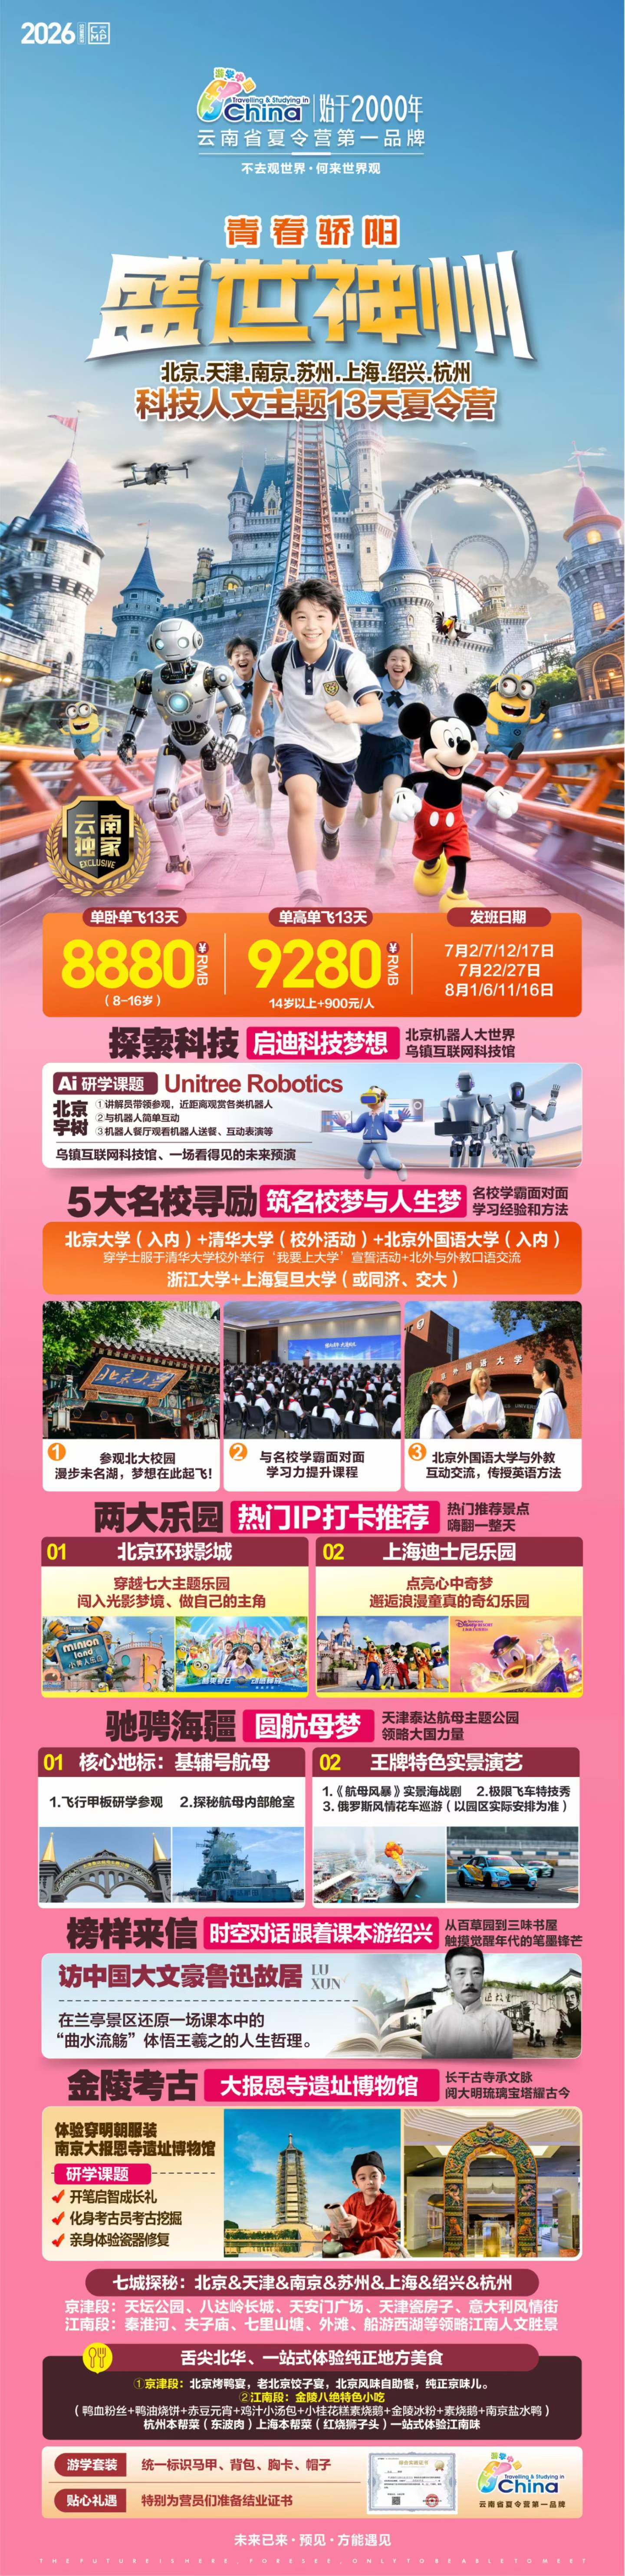 2026 CAMP
游学中国
Travelling & Studying in
China 始于2000年
云南省夏令营第一品牌
不去观世界·何来世界观
青春骄阳
盛世神州
北京.天津.南京.苏州.上海.绍兴.杭州
科技人文主题13天夏令营
云南
独家
EXCLUSIVE
单卧单飞13天
8880 ¥ RMB
(8-16岁)
单高单飞13天
9280 ¥ RMB
14岁以上+900元/人
发班日期
7月2/7/12/17日
7月22/27日
8月1/6/11/16日
探索科技 启迪科技梦想
北京机器人大世界
乌镇互联网科技馆
Ai 研学课题 Unitree Robotics
北京
宇树
①讲解员带领参观，近距离观赏各类机器人
②与机器人简单互动
③机器人餐厅观看机器人送餐、互动表演等
乌镇互联网科技馆、一场看得见的未来预演
5大名校寻励 筑名校梦与人生梦
名校学霸面对面
学习经验和方法
北京大学（入内）+清华大学（校外活动）+北京外国语大学（入内）
穿学士服于清华大学校外举行‘我要上大学’宣誓活动+北外与外教口语交流
浙江大学+上海复旦大学（或同济、交大）
北京大学
京外国语大学
1
参观北大校园
漫步未名湖，梦想在此起飞！
2
与名校学霸面对面
学习力提升课程
3
北京外国语大学与外教
互动交流，传授英语方法
两大乐园 热门IP打卡推荐
热门推荐景点
嗨翻一整天
01 北京环球影城
穿越七大主题乐园
闯入光影梦境、做自己的主角
minion
land
小黄人乐园
02 上海迪士尼乐园
点亮心中奇梦
邂逅浪漫童真的奇幻乐园
驰骋海疆 圆航母梦
天津泰达航母主题公园
领略大国力量
01 核心地标：基辅号航母
1.飞行甲板研学参观 2.探秘航母内部舱室
02 王牌特色实景演艺
1.《航母风暴》实景海战剧 2.极限飞车特技秀
3.俄罗斯风情花车巡游（以园区实际安排为准）
榜样来信 时空对话 跟着课本游绍兴
从百草园到三味书屋
触摸觉醒年代的笔墨锋芒
访中国大文豪鲁迅故居 LU
XUN
在兰亭景区还原一场课本中的
“曲水流觞”体悟王羲之的人生哲理。
金陵考古 大报恩寺遗址博物馆
长干古寺承文脉
阅大明琉璃宝塔耀古今
体验穿明朝服装
南京大报恩寺遗址博物馆
研学课题
开笔启智成长礼
化身考古员考古挖掘
亲身体验瓷器修复
七城探秘：北京&天津&南京&苏州&上海&绍兴&杭州
京津段：天坛公园、八达岭长城、天安门广场、天津瓷房子、意大利风情街
江南段：秦淮河、夫子庙、七里山塘、外滩、船游西湖等领略江南人文胜景
舌尖北华、一站式体验纯正地方美食
①京津段：北京烤鸭宴，老北京饺子宴，北京风味自助餐，纯正京味儿。
②江南段：金陵八绝特色小吃
（鸭血粉丝+鸭油烧饼+赤豆元宵+鸡汁小汤包+小桂花糕素烧鹅+金陵冰粉+素烧鹅+南京盐水鸭）
杭州本帮菜（东坡肉）上海本帮菜（红烧狮子头）一站式体验江南味
游学套装 统一标识马甲、背包、胸卡、帽子
贴心礼遇 特别为营员们准备结业证书
游学中国
Travelling & Studying in
China
云南省夏令营第一品牌
未来已来·预见·方能遇见
THE FUTURE IS HERE, FORESEE, ONLY TO BE ABLE TO MEET